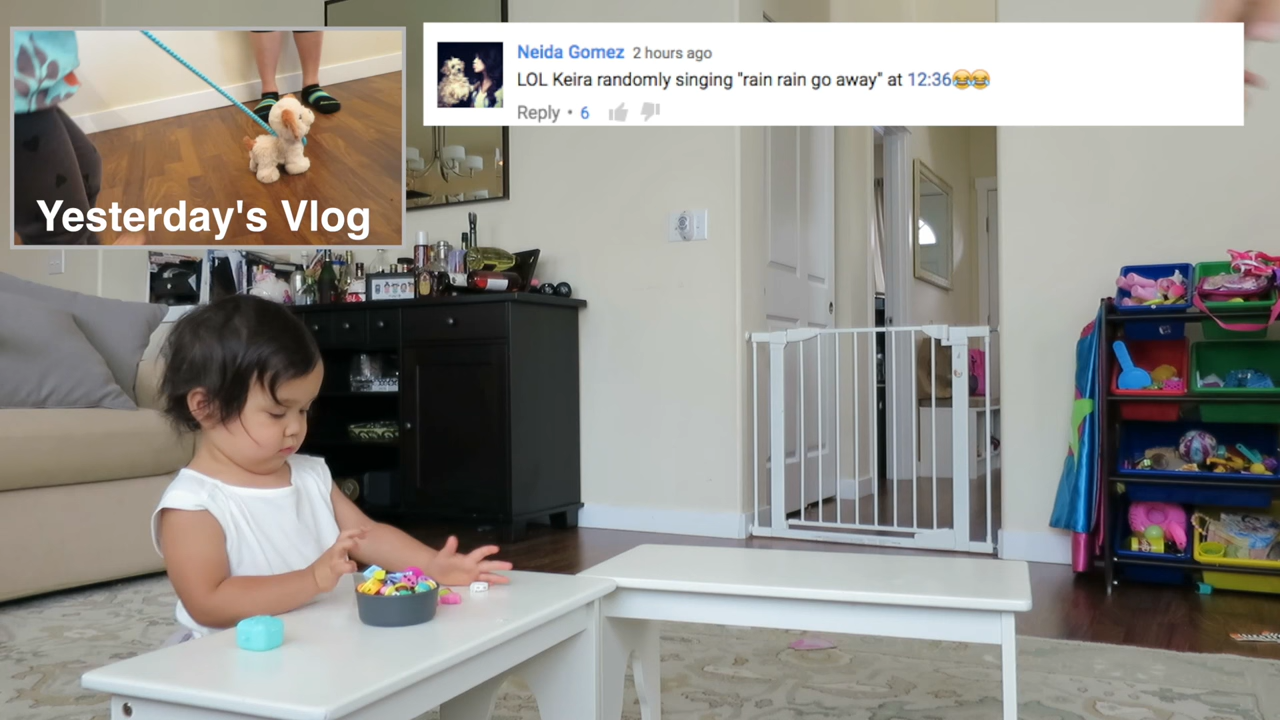 Yesterday's Vlog
Neida Gomez 2 hours ago
LOL Keira randomly singing "rain rain go away" at 12:36😂😂
Reply • 6